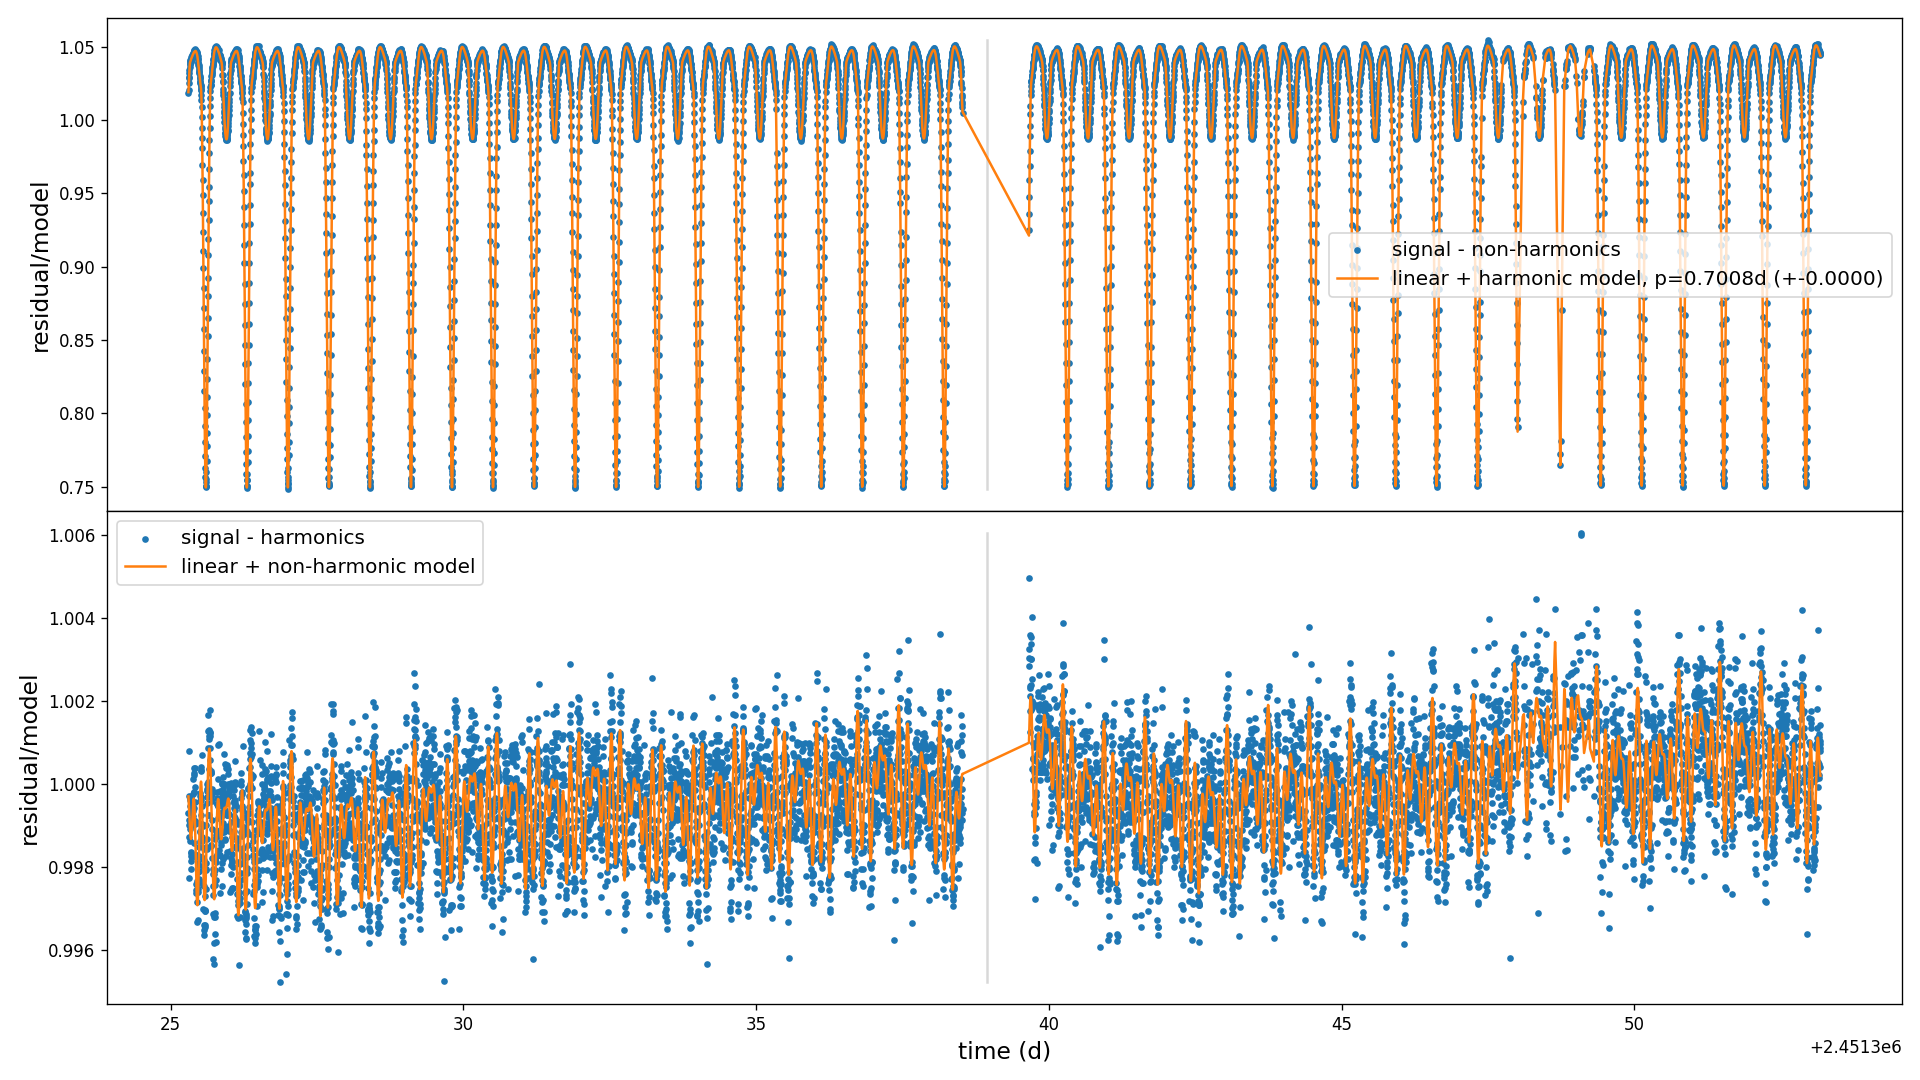 1.05
1.00
0.95
0.90
0.85
0.80
0.75
residual/model
signal - non-harmonics
linear + harmonic model, p=0.7008d (+-0.0000)
signal - harmonics
linear + non-harmonic model
1.006
1.004
1.002
1.000
0.998
0.996
residual/model
25
30
35
40
45
50
time (d)
+2.4513e6